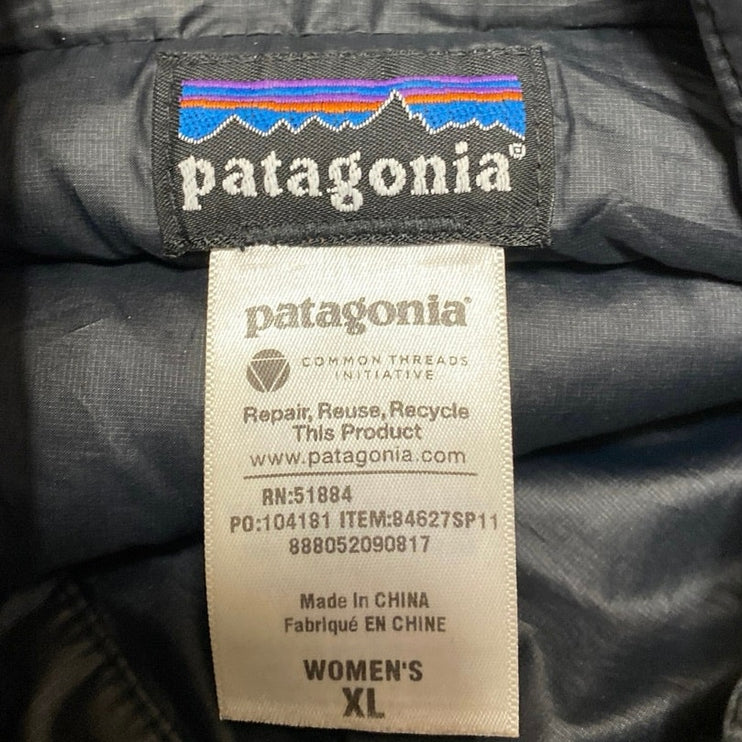 patagonia®
patagonia®
COMMON THREADS
INITIATIVE
Repair, Reuse, Recycle
This Product
www.patagonia.com
RN:51884
PO:104181 ITEM:84627SP11
888052090817
Made In CHINA
Fabriqué EN CHINE
WOMEN'S
XL